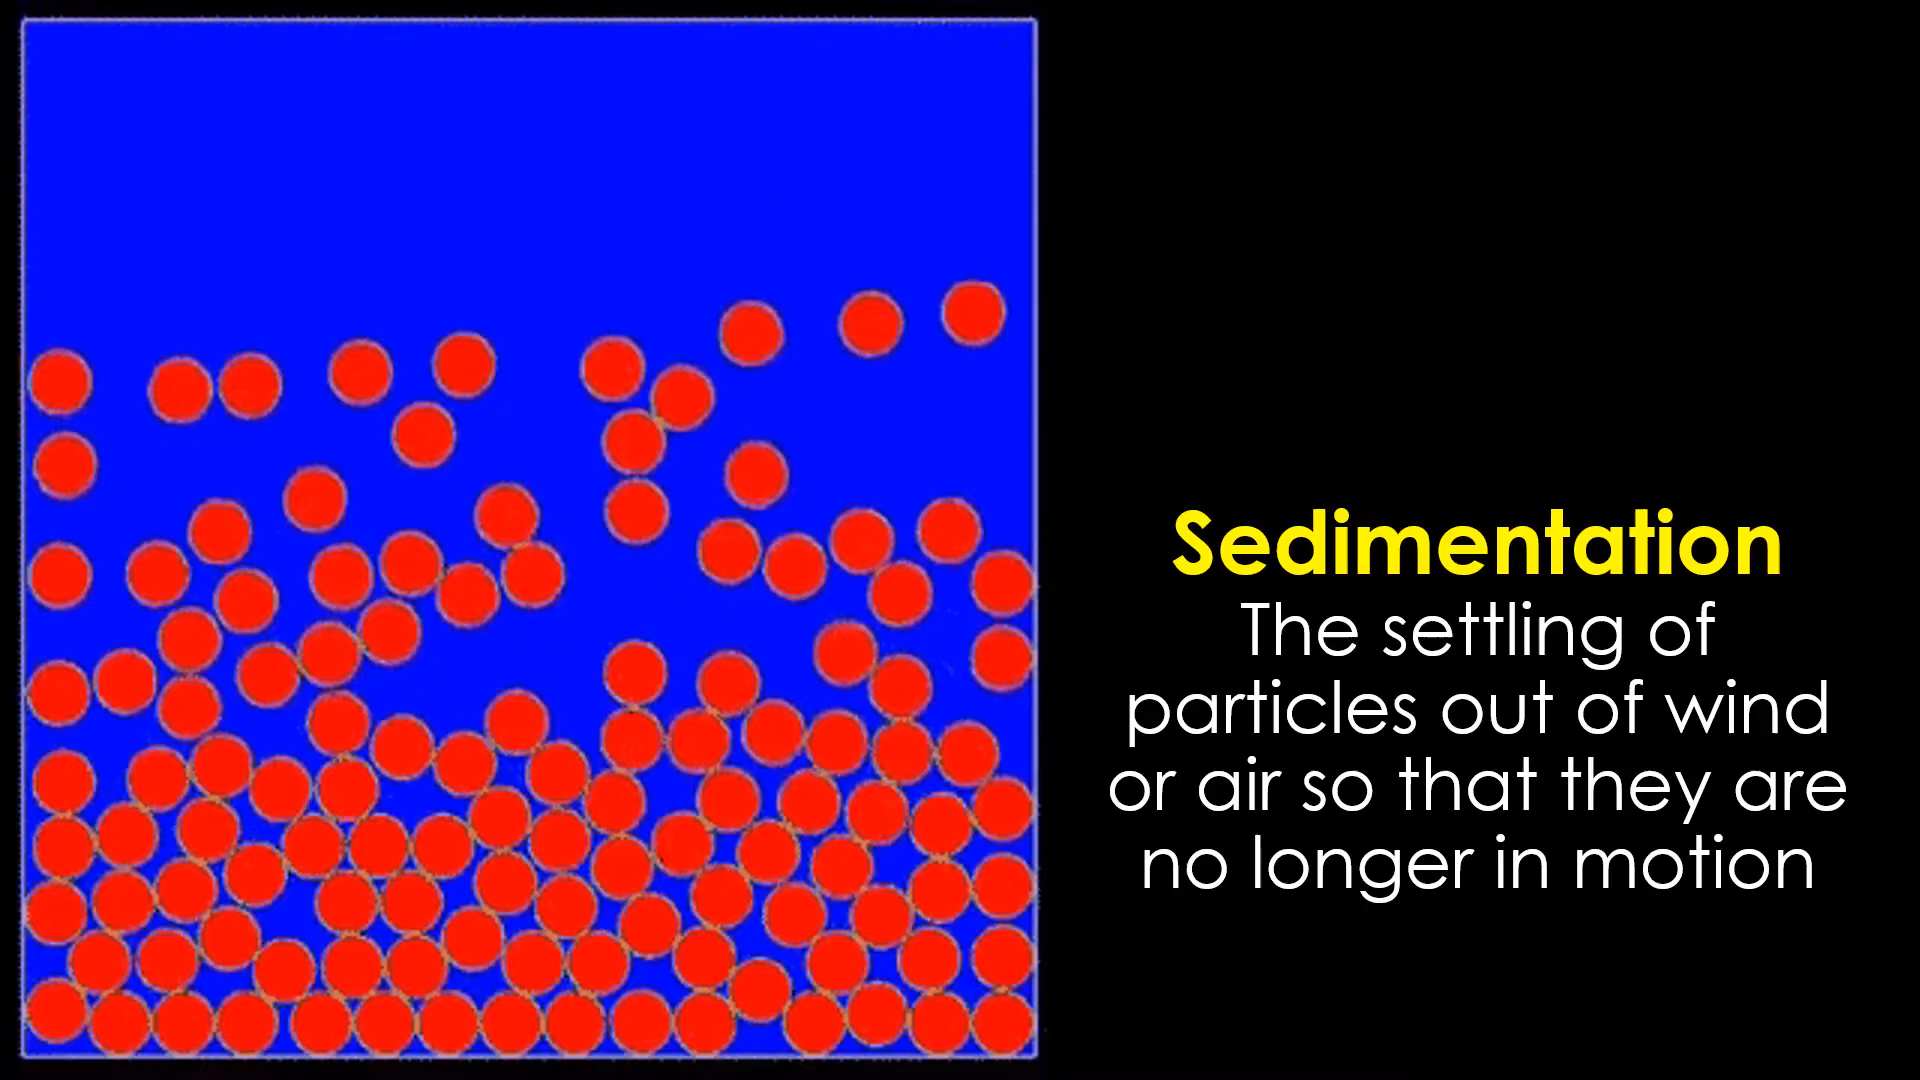 Sedimentation
The settling of
particles out of wind
or air so that they are
no longer in motion